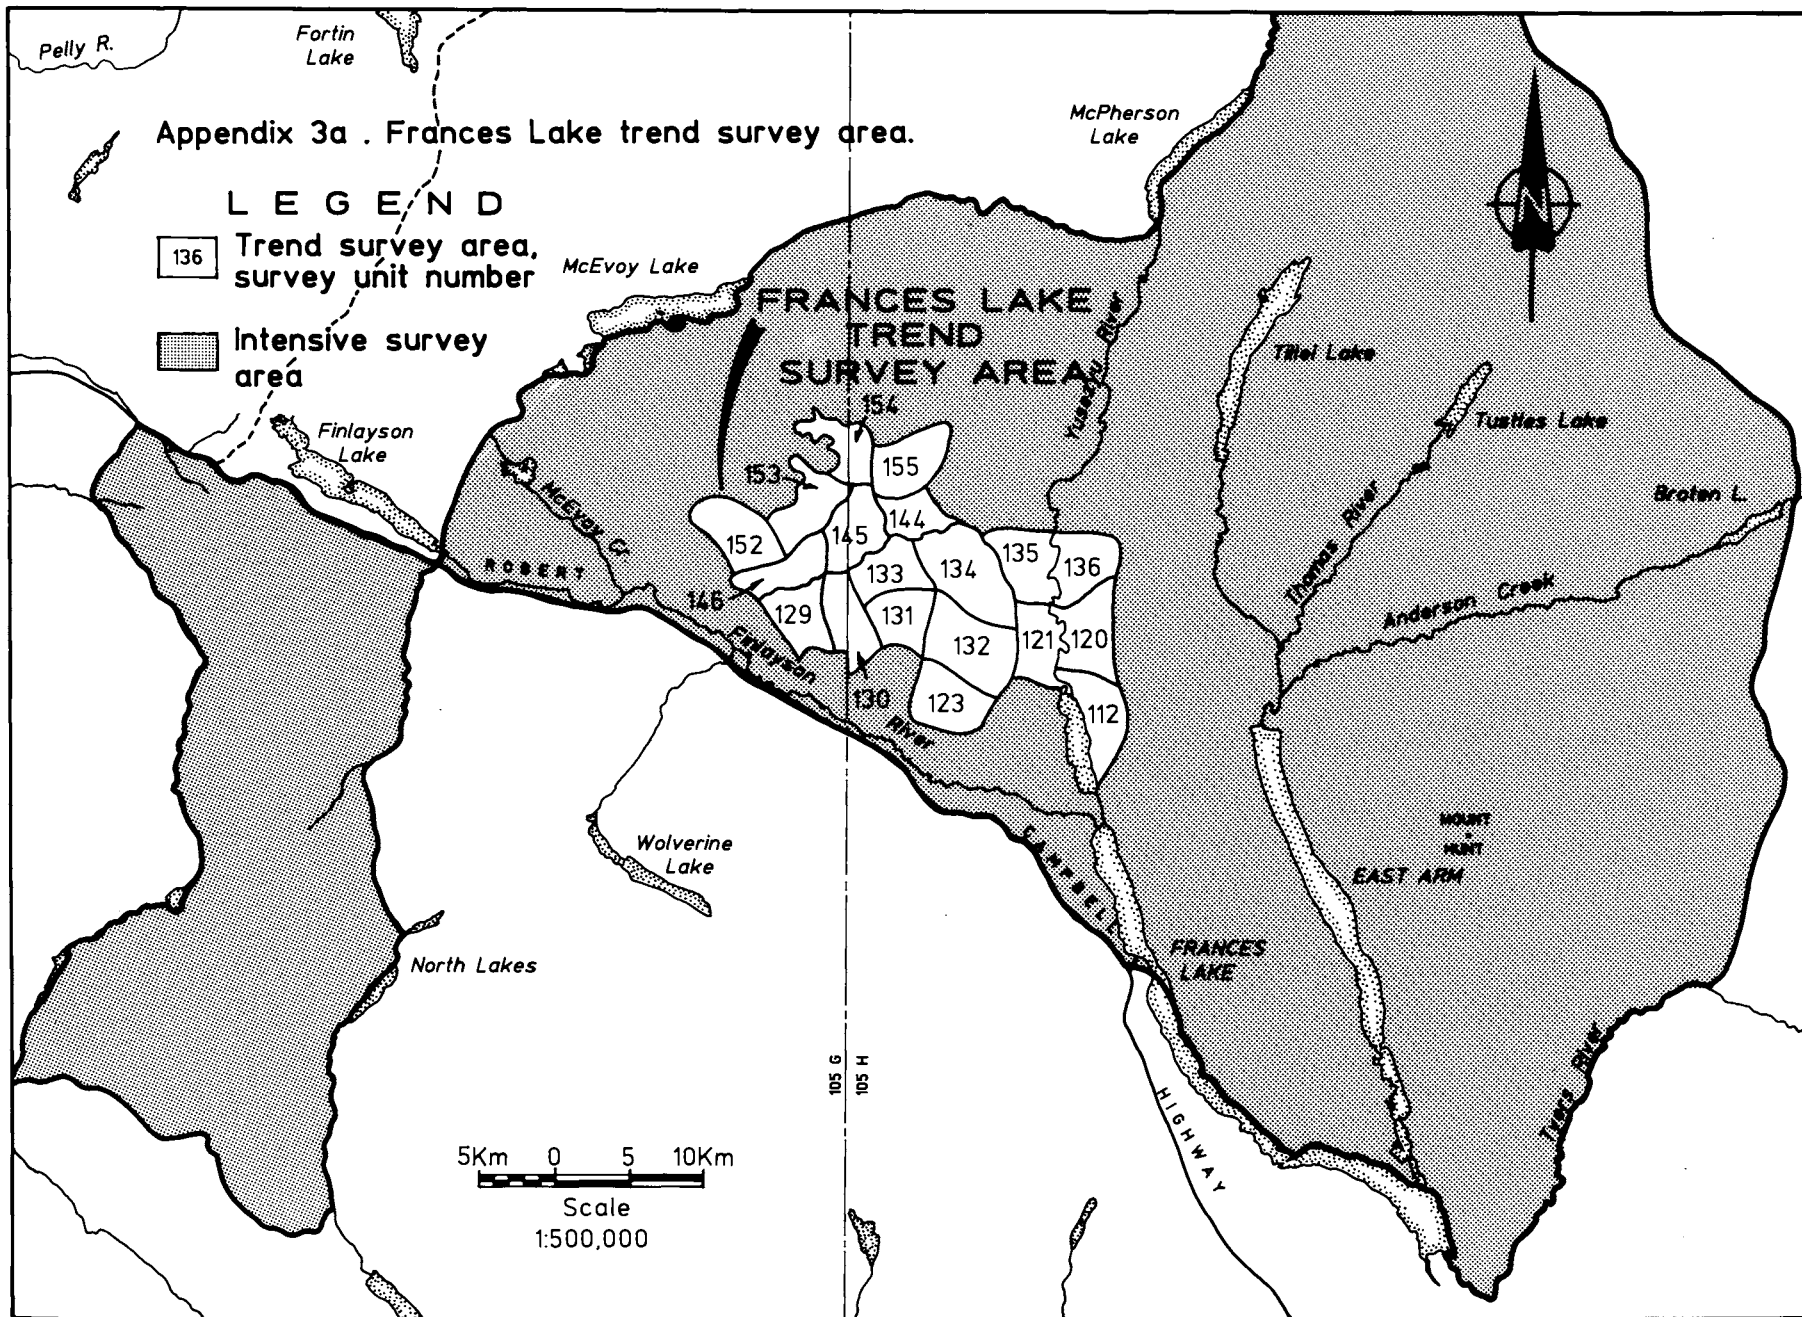 Pelly R.
Fortin
Lake
McPherson
Lake
Appendix 3a . Frances Lake trend survey area.
LEGEND
136
Trend survey area,
survey unit number
Intensive survey
area
McEvoy Lake
FRANCES LAKE
TREND
SURVEY AREA
N
Yusezyu River
Tillei Lake
Tustles Lake
Finlayson
Lake
McEvoy Cr.
Thomas River
Broten L.
Anderson Creek
154
155
153
144
145
152
135
136
133
134
146
129
131
121
120
132
130
123
112
ROBERT
Finlayson
River
CAMPBELL
Wolverine
Lake
MOUNT
HUNT
EAST ARM
FRANCES
LAKE
North Lakes
105 G
105 H
HIGHWAY
Tyers River
5Km 0 5 10Km
Scale
1:500,000